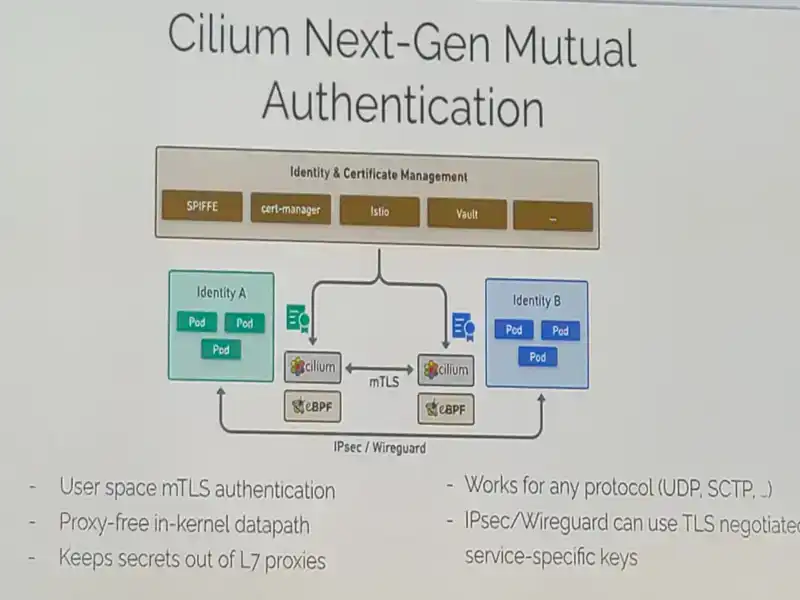 Cilium Next-Gen Mutual
Authentication
Identity & Certificate Management
SPIFFE
cert-manager
Istio
Vault
...
Identity A
Pod
Pod
Pod
cilium
eBPF
mTLS
cilium
eBPF
Identity B
Pod
Pod
Pod
IPsec / Wireguard
- User space mTLS authentication
- Proxy-free in-kernel datapath
- Keeps secrets out of L7 proxies
- Works for any protocol (UDP, SCTP, ...)
- IPsec/Wireguard can use TLS negotiated
service-specific keys